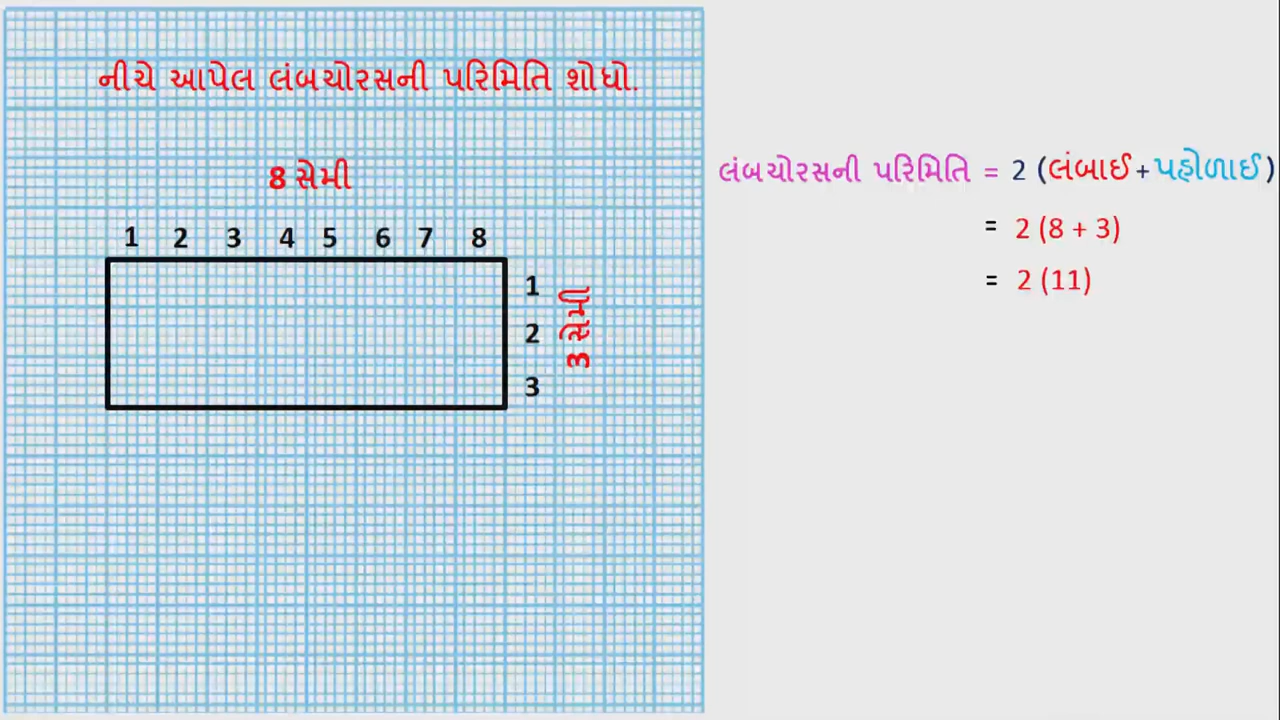 નીચે આપેલ લંબચોરસની પરિમિતિ શોધો.
8 સેમી
1 2 3 4 5 6 7 8
1
2
3
3 સેમી
લંબચોરસની પરિમિતિ = 2 (લંબાઈ+પહોળાઈ)
= 2 (8 + 3)
= 2 (11)